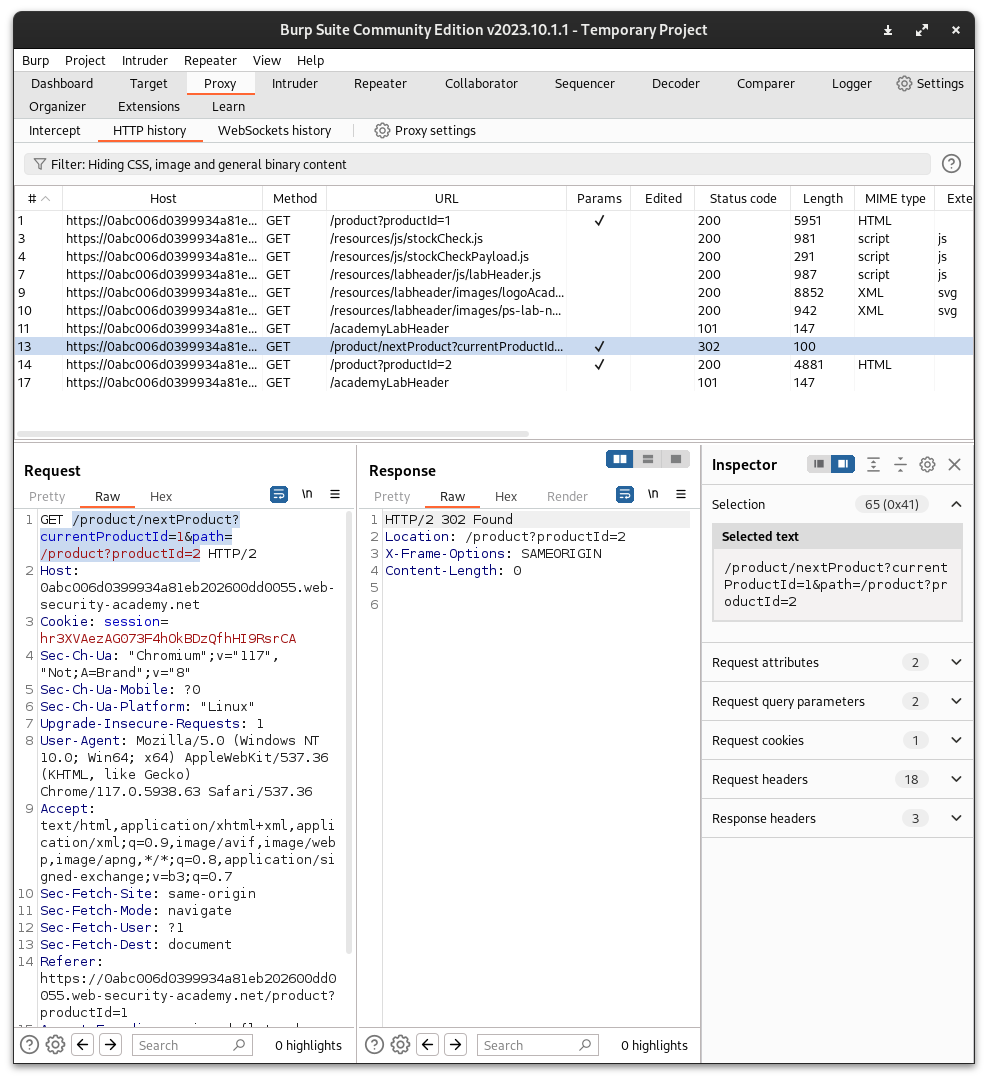 Burp Suite Community Edition v2023.10.1.1 - Temporary Project
Burp Project Intruder Repeater View Help
Dashboard Target Proxy Intruder Repeater Collaborator Sequencer Decoder Comparer Logger Settings
Organizer Extensions Learn
Intercept HTTP history WebSockets history Proxy settings
Filter: Hiding CSS, image and general binary content
# Host Method URL Params Edited Status code Length MIME type Exte
1 https://0abc006d0399934a81e... GET /product?productId=1 ✓ 200 5951 HTML
3 https://0abc006d0399934a81e... GET /resources/js/stockCheck.js 200 981 script js
4 https://0abc006d0399934a81e... GET /resources/js/stockCheckPayload.js 200 291 script js
7 https://0abc006d0399934a81e... GET /resources/labheader/js/labHeader.js 200 987 script js
9 https://0abc006d0399934a81e... GET /resources/labheader/images/logoAcad... 200 8852 XML svg
10 https://0abc006d0399934a81e... GET /resources/labheader/images/ps-lab-n... 200 942 XML svg
11 https://0abc006d0399934a81e... GET /academyLabHeader 101 147
13 https://0abc006d0399934a81e... GET /product/nextProduct?currentProductId... ✓ 302 100
14 https://0abc006d0399934a81e... GET /product?productId=2 ✓ 200 4881 HTML
17 https://0abc006d0399934a81e... GET /academyLabHeader 101 147
Request
Pretty Raw Hex \n
1 GET /product/nextProduct?
currentProductId=1&path=
/product?productId=2 HTTP/2
2 Host:
0abc006d0399934a81eb202600dd0055.web-
security-academy.net
3 Cookie: session=
hr3XVAezAG073F4hOkBDzQfhHI9RsrCA
4 Sec-Ch-Ua: "Chromium";v="117",
"Not;A=Brand";v="8"
5 Sec-Ch-Ua-Mobile: ?0
6 Sec-Ch-Ua-Platform: "Linux"
7 Upgrade-Insecure-Requests: 1
8 User-Agent: Mozilla/5.0 (Windows NT
10.0; Win64; x64) AppleWebKit/537.36
(KHTML, like Gecko)
Chrome/117.0.5938.63 Safari/537.36
9 Accept:
text/html,application/xhtml+xml,appl
ication/xml;q=0.9,image/avif,image/web
p,image/apng,*/*;q=0.8,application/si
gned-exchange;v=b3;q=0.7
10 Sec-Fetch-Site: same-origin
11 Sec-Fetch-Mode: navigate
12 Sec-Fetch-User: ?1
13 Sec-Fetch-Dest: document
14 Referer:
https://0abc006d0399934a81eb202600dd0
055.web-security-academy.net/product?
productId=1
Search 0 highlights
Response
Pretty Raw Hex Render \n
1 HTTP/2 302 Found
2 Location: /product?productId=2
3 X-Frame-Options: SAMEORIGIN
4 Content-Length: 0
5
6
Search 0 highlights
Inspector
Selection 65 (0x41)
Selected text
/product/nextProduct?current
ProductId=1&path=/product?pr
oductId=2
Request attributes 2
Request query parameters 2
Request cookies 1
Request headers 18
Response headers 3